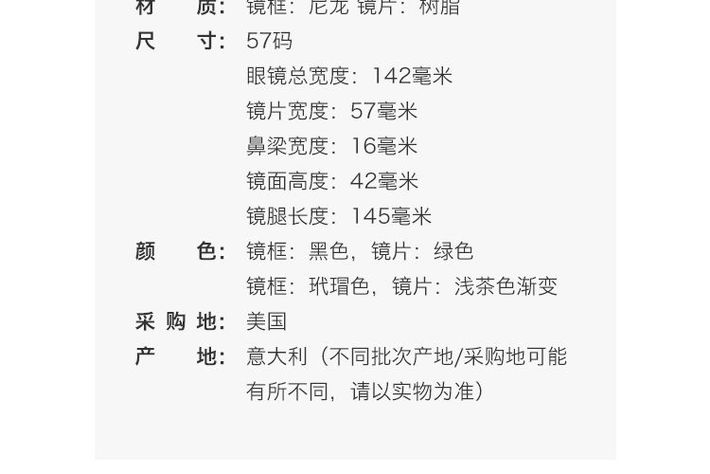 材 质：镜框：尼龙 镜片：树脂
尺 寸：57码
眼镜总宽度：142毫米
镜片宽度：57毫米
鼻梁宽度：16毫米
镜面高度：42毫米
镜腿长度：145毫米
颜 色：镜框：黑色，镜片：绿色
镜框：玳瑁色，镜片：浅茶色渐变
采购地：美国
产 地：意大利（不同批次产地/采购地可能
有所不同，请以实物为准）